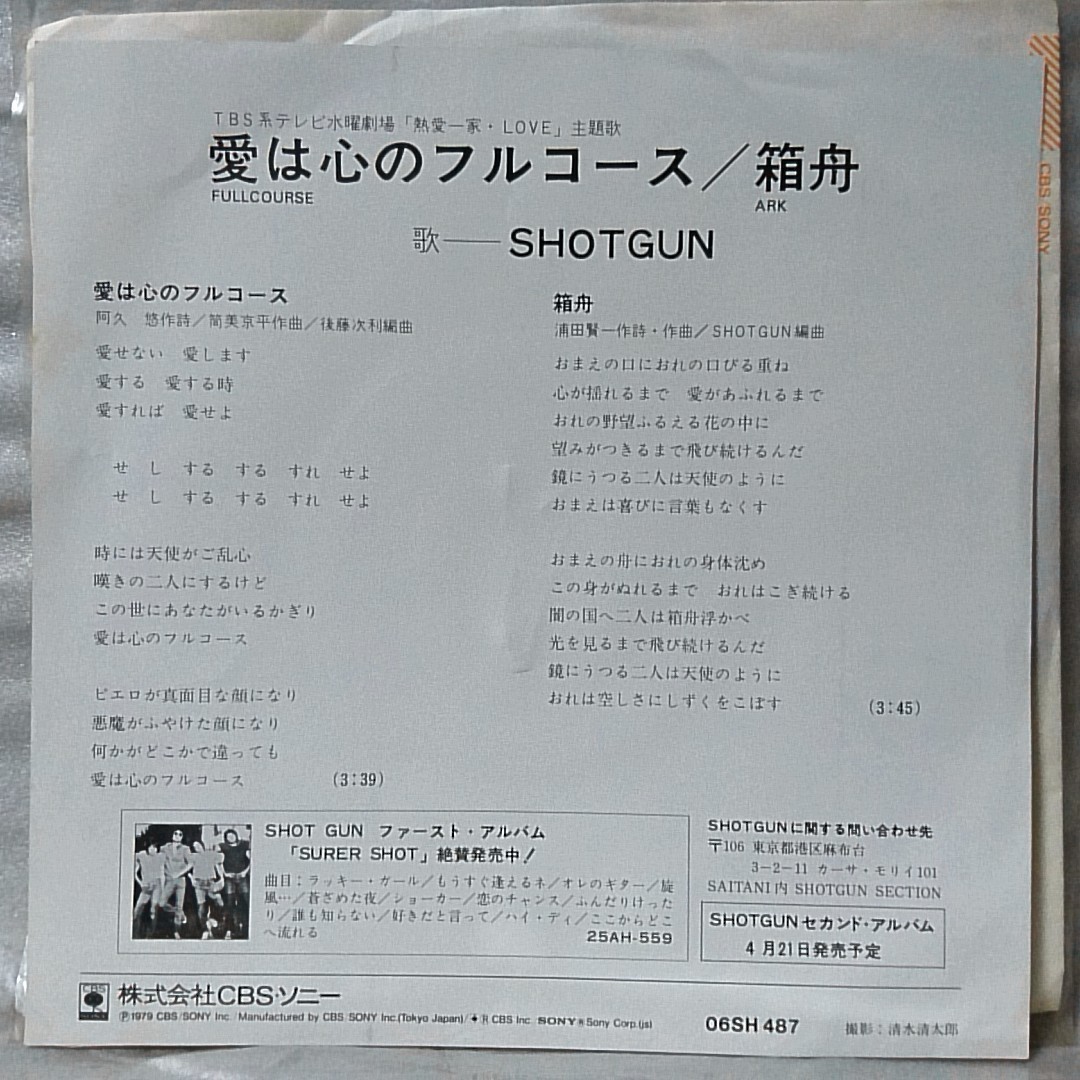 TBS系テレビ水曜劇場「熱愛一家・LOVE」主題歌
愛は心のフルコース／箱舟
FULLCOURSE
ARK
歌——SHOTGUN
愛は心のフルコース
阿久　悠作詩／筒美京平作曲／後藤次利編曲
愛せない　愛します
愛する　愛する時
愛すれば　愛せよ
せ　し　する　する　すれ　せよ
せ　し　する　する　すれ　せよ
時には天使がご乱心
嘆きの二人にするけど
この世にあなたがいるかぎり
愛は心のフルコース
ピエロが真面目な顔になり
悪魔がふやけた顔になり
何かがどこかで違っても
愛は心のフルコース　(3:39)
箱舟
浦田賢一作詩・作曲／SHOTGUN編曲
おまえの口におれの口びる重ね
心が揺れるまで　愛があふれるまで
おれの野望ふるえる花の中に
望みがつきるまで飛び続けるんだ
鏡にうつる二人は天使のように
おまえは喜びに言葉もなくす
おまえの舟におれの身体沈め
この身がぬれるまで　おれはこぎ続ける
闇の国へ二人は箱舟浮かべ
光を見るまで飛び続けるんだ
鏡にうつる二人は天使のように
おれは空しさにしずくをこぼす　(3:45)
SHOT GUN ファースト・アルバム
「SURER SHOT」絶賛発売中！
曲目：ラッキー・ガール／もうすぐ逢えるネ／オレのギター／旋
風…／蒼ざめた夜／ショーカー／恋のチャンス／ふんだりけった
り／誰も知らない／好きだと言って／ハイ・ディ／ここからどこ
へ流れる
25AH-559
SHOTGUNに関する問い合わせ先
〒106 東京都港区麻布台
3-2-11 カーサ・モリイ101
SAITANI内 SHOTGUN SECTION
SHOTGUNセカンド・アルバム
4月21日発売予定
CBS
株式会社CBS・ソニー
Ⓟ1979 CBS/SONY Inc./Manufactured by CBS/SONY Inc.(Tokyo Japan)/ ® CBS Inc. SONY ® Sony Corp.(js)
06SH 487
撮影：清水清太郎
CBS SONY